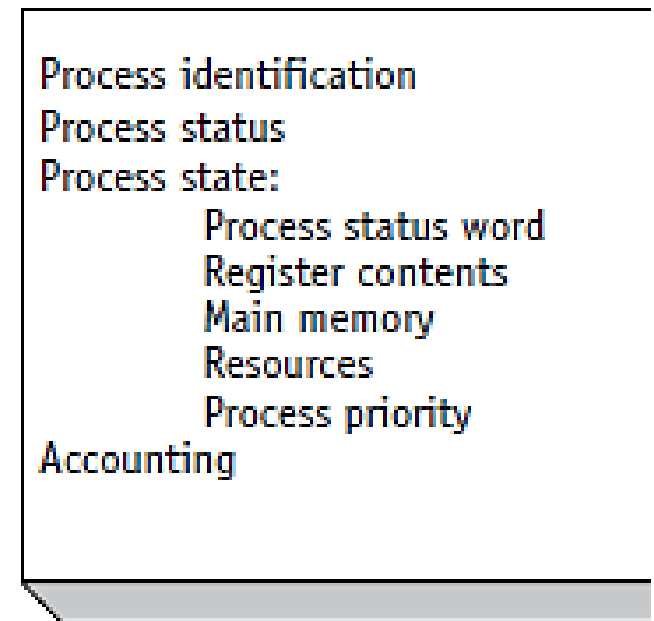 Process identification
Process status
Process state:
Process status word
Register contents
Main memory
Resources
Process priority
Accounting